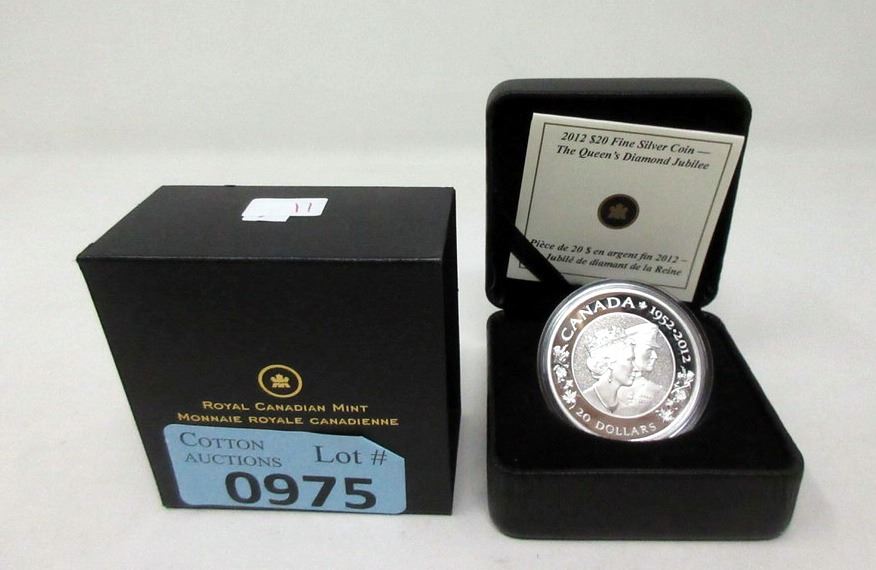 11
ROYAL CANADIAN MINT
MONNAIE ROYALE CANADIENNE
COTTON
AUCTIONS
Lot #
0975
2012 $20 Fine Silver Coin —
The Queen's Diamond Jubilee
Pièce de 20 $ en argent fin 2012 –
Jubilé de diamant de la Reine
CANADA 1952-2012
20 DOLLARS